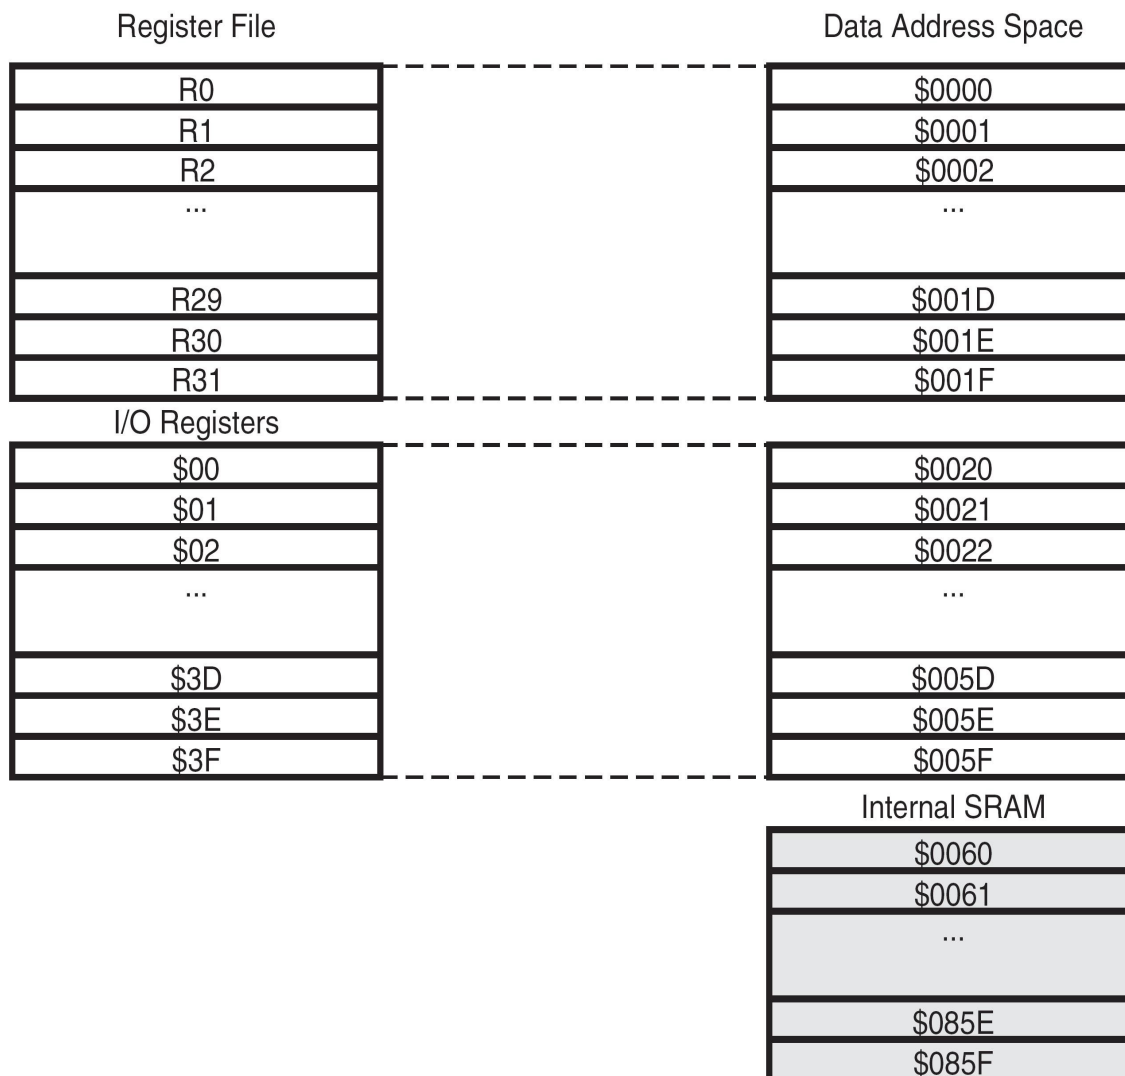 Register File Data Address Space
R0 $0000
R1 $0001
R2 $0002
... ...
R29 $001D
R30 $001E
R31 $001F
I/O Registers
$00 $0020
$01 $0021
$02 $0022
... ...
$3D $005D
$3E $005E
$3F $005F
Internal SRAM
$0060
$0061
...
$085E
$085F